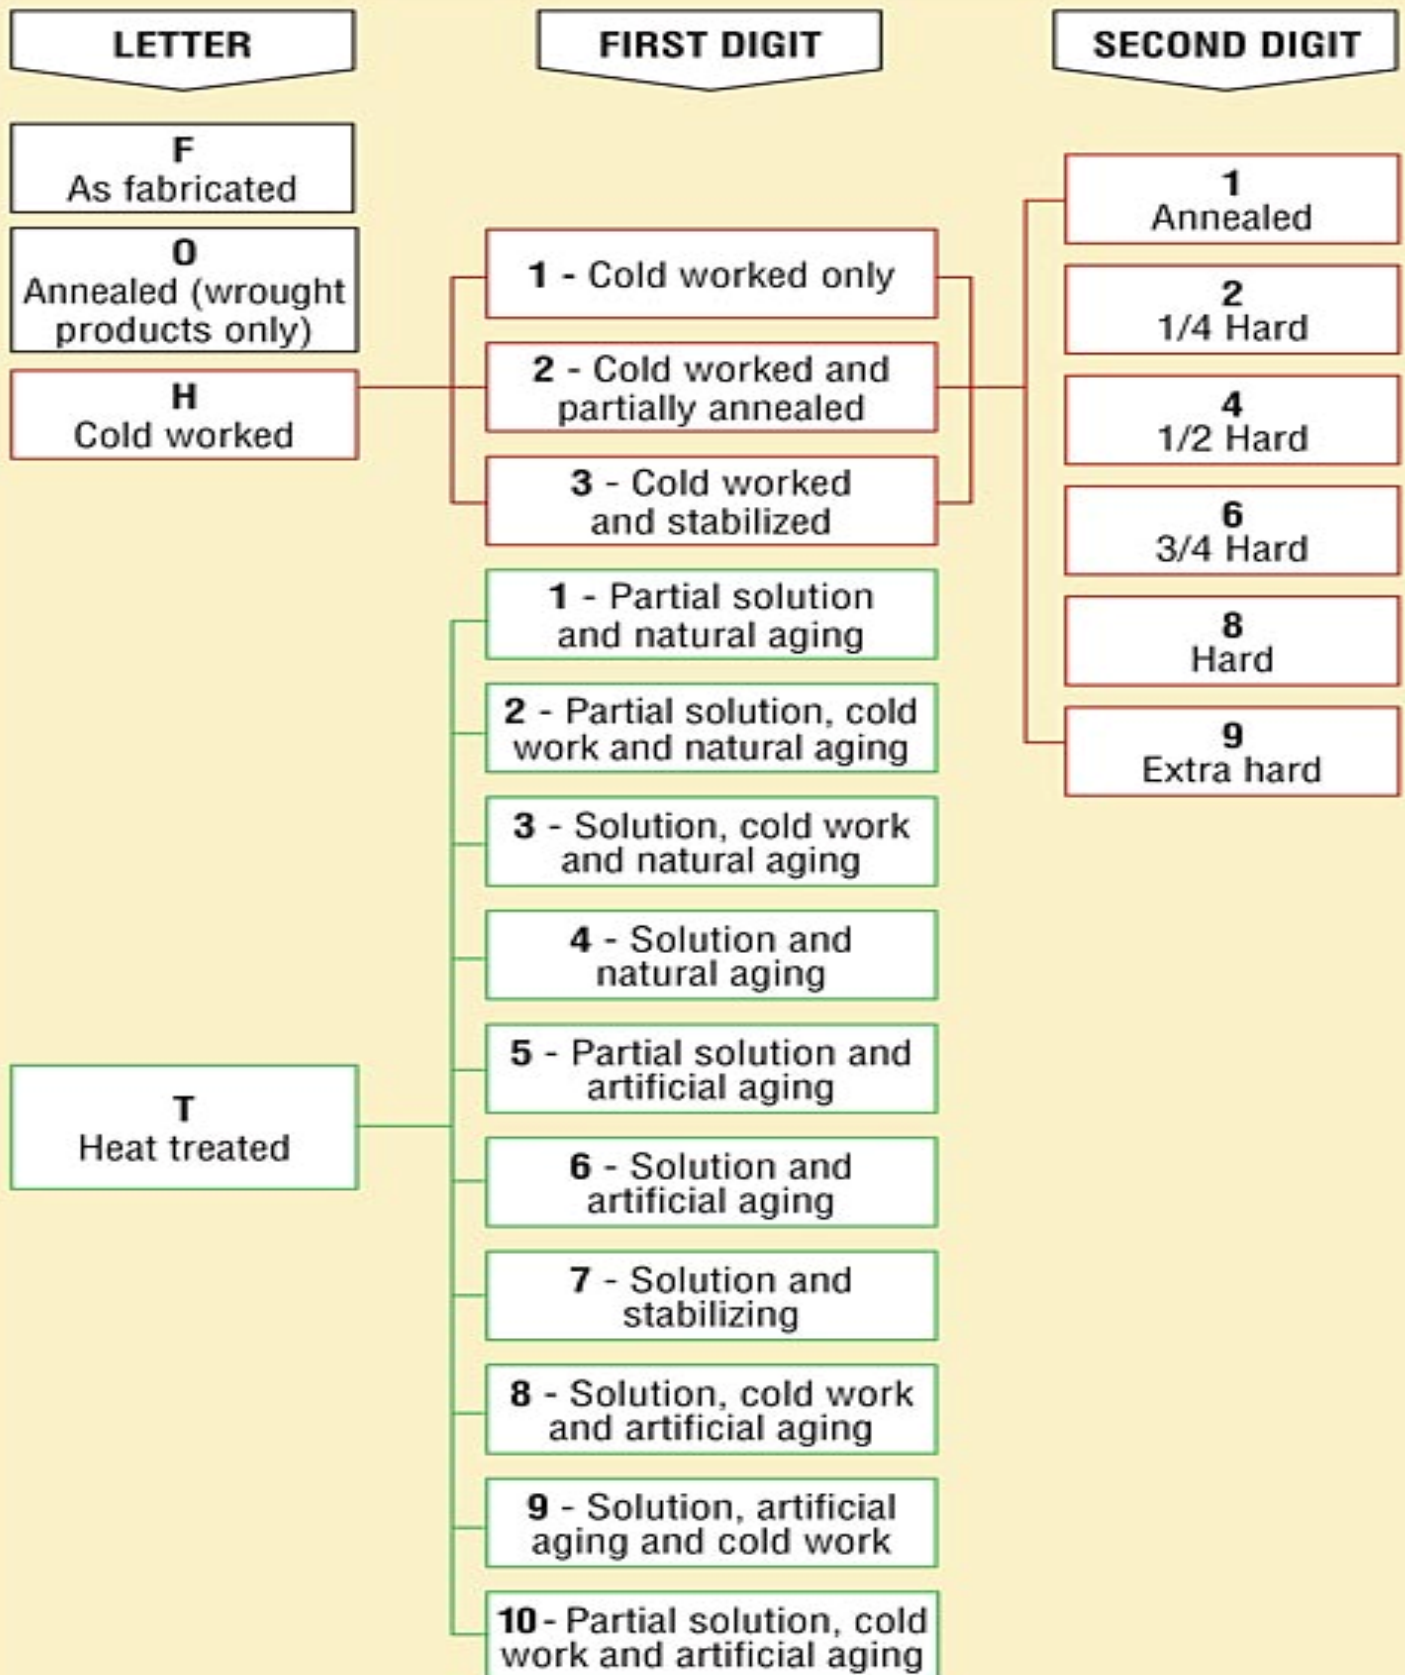 LETTER
FIRST DIGIT
SECOND DIGIT
F
As fabricated
O
Annealed (wrought
products only)
H
Cold worked
1 - Cold worked only
2 - Cold worked and
partially annealed
3 - Cold worked
and stabilized
1
Annealed
2
1/4 Hard
4
1/2 Hard
6
3/4 Hard
8
Hard
9
Extra hard
T
Heat treated
1 - Partial solution
and natural aging
2 - Partial solution, cold
work and natural aging
3 - Solution, cold work
and natural aging
4 - Solution and
natural aging
5 - Partial solution and
artificial aging
6 - Solution and
artificial aging
7 - Solution and
stabilizing
8 - Solution, cold work
and artificial aging
9 - Solution, artificial
aging and cold work
10 - Partial solution, cold
work and artificial aging